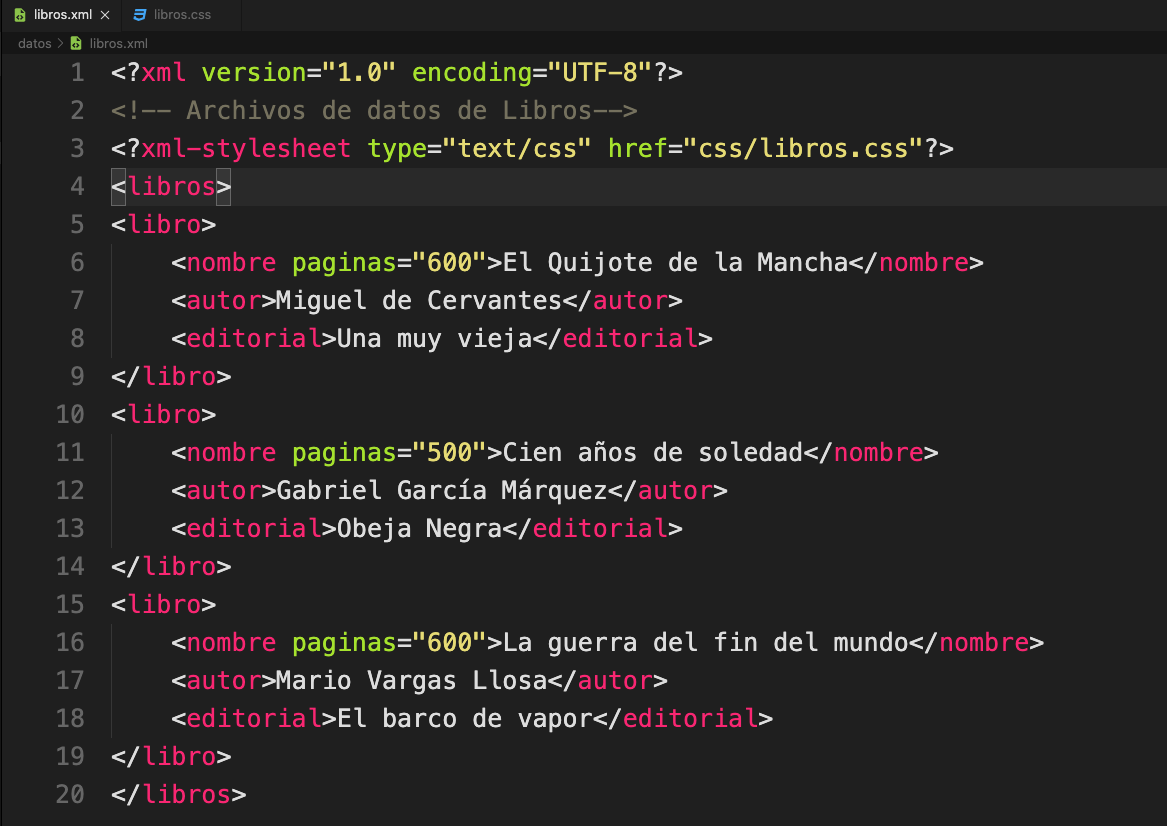 libros.xml × libros.css
datos > libros.xml
1 <?xml version="1.0" encoding="UTF-8"?>
2 <!-- Archivos de datos de Libros-->
3 <?xml-stylesheet type="text/css" href="css/libros.css"?>
4 <libros>
5 <libro>
6 <nombre paginas="600">El Quijote de la Mancha</nombre>
7 <autor>Miguel de Cervantes</autor>
8 <editorial>Una muy vieja</editorial>
9 </libro>
10 <libro>
11 <nombre paginas="500">Cien años de soledad</nombre>
12 <autor>Gabriel García Márquez</autor>
13 <editorial>Obeja Negra</editorial>
14 </libro>
15 <libro>
16 <nombre paginas="600">La guerra del fin del mundo</nombre>
17 <autor>Mario Vargas Llosa</autor>
18 <editorial>El barco de vapor</editorial>
19 </libro>
20 </libros>